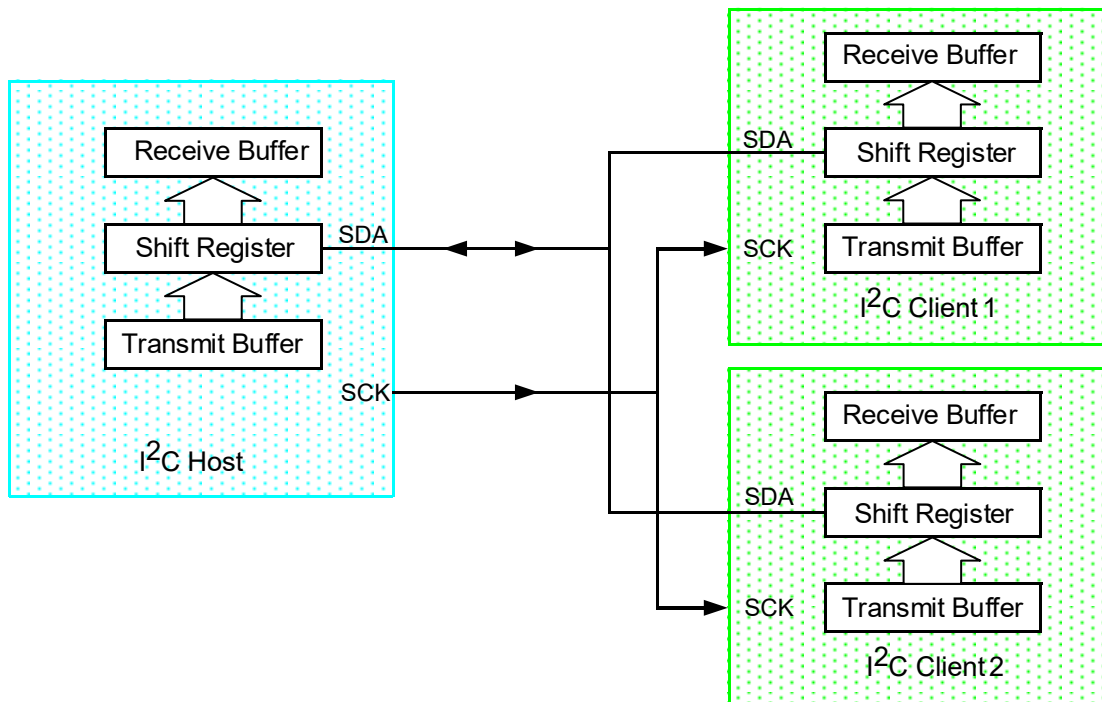 Receive Buffer
Shift Register
Transmit Buffer
SDA
SCK
I²C Host
Receive Buffer
SDA
Shift Register
SCK
Transmit Buffer
I²C Client 1
Receive Buffer
SDA
Shift Register
SCK
Transmit Buffer
I²C Client 2